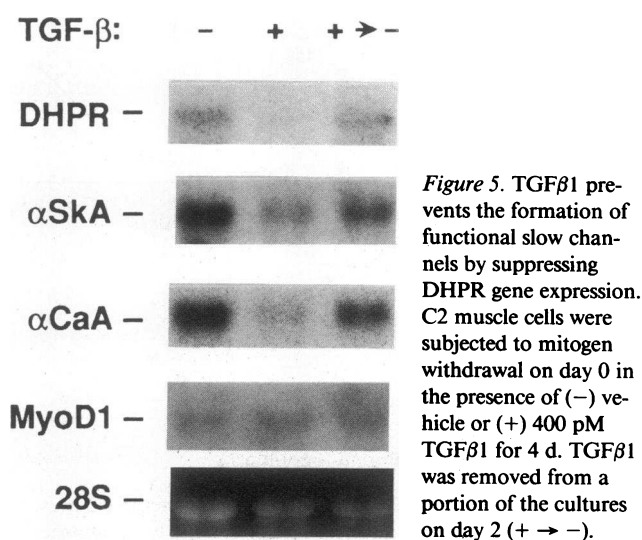 TGF-β: − + + → −
DHPR −
αSkA −
αCaA −
MyoD1 −
28S −
Figure 5. TGFβ1 pre-
vents the formation of
functional slow chan-
nels by suppressing
DHPR gene expression.
C2 muscle cells were
subjected to mitogen
withdrawal on day 0 in
the presence of (−) ve-
hicle or (+) 400 pM
TGFβ1 for 4 d. TGFβ1
was removed from a
portion of the cultures
on day 2 (+ → −).